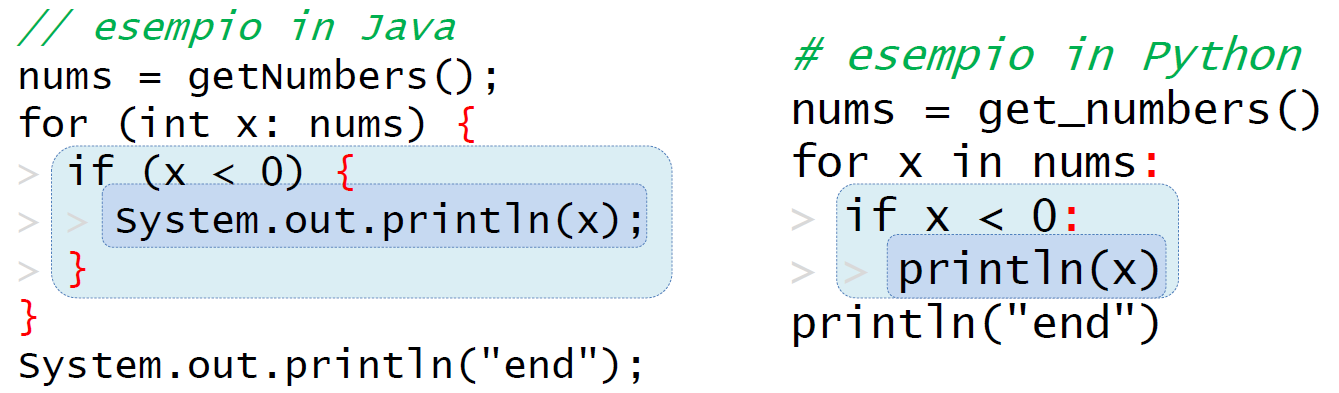 // esempio in Java
nums = getNumbers();
for (int x: nums) {
> if (x < 0) {
> > System.out.println(x);
> }
}
System.out.println("end");
# esempio in Python
nums = get_numbers()
for x in nums:
> if x < 0:
> > println(x)
println("end")